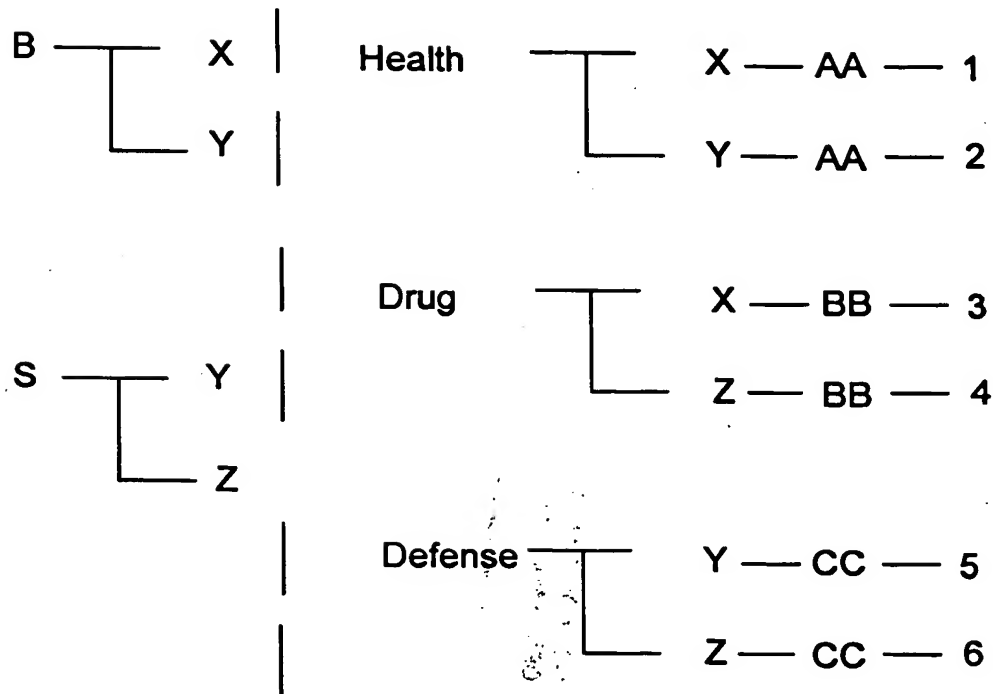 B X
Y
S Y
Z
Health X AA 1
Y AA 2
Drug X BB 3
Z BB 4
Defense Y CC 5
Z CC 6